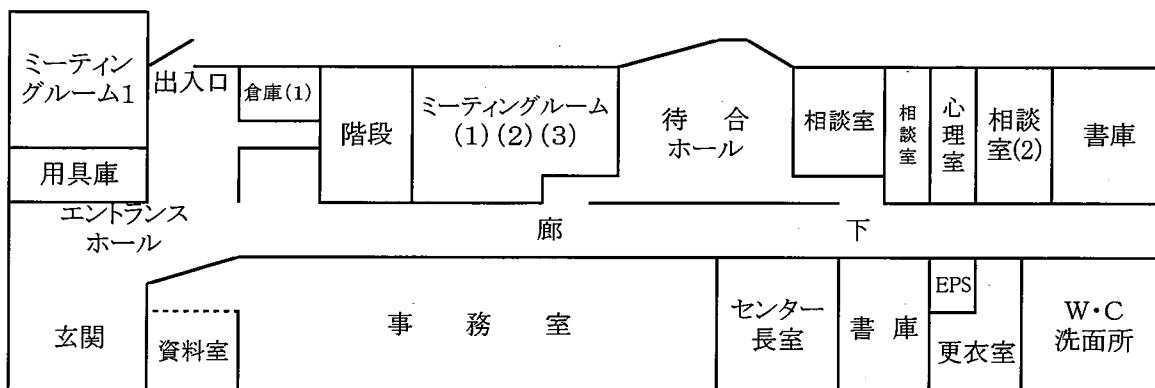 ミーティン
グルーム1
出入口
倉庫(1)
階段
ミーティングルーム
(1)(2)(3)
待合
ホール
相談室
相談室
心理室
相談
室(2)
書庫
用具庫
エントランス
ホール
廊下
玄関
資料室
事務室
センター
長室
書庫
EPS
更衣室
W・C
洗面所